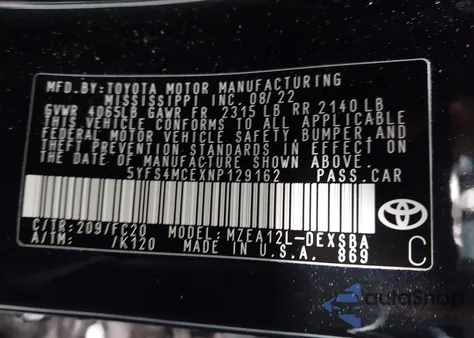 MFD.BY:TOYOTA MOTOR MANUFACTURING
MISSISSIPPI INC. 08/22
GVWR 4065LB GAWR FR 2315 LB RR 2140 LB
THIS VEHICLE CONFORMS TO ALL APPLICABLE
FEDERAL MOTOR VEHICLE SAFETY, BUMPER, AND
THEFT PREVENTION STANDARDS IN EFFECT ON
THE DATE OF MANUFACTURE SHOWN ABOVE.
5YFS4MCEXNP129162 PASS.CAR
C/TR:209/FC20 MODEL:MZEA12L-DEXSBA
A/TM: /K120 MADE IN U.S.A. 869
C
autoSnap